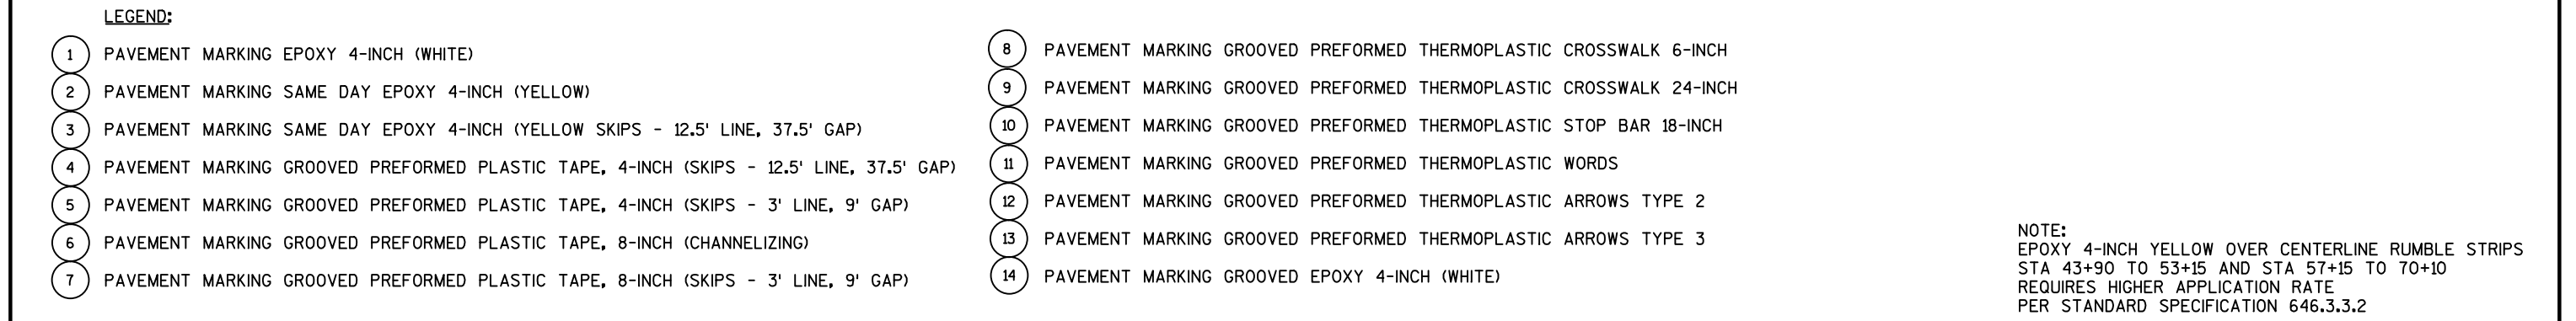 LEGEND:
1 PAVEMENT MARKING EPOXY 4-INCH (WHITE)
2 PAVEMENT MARKING SAME DAY EPOXY 4-INCH (YELLOW)
3 PAVEMENT MARKING SAME DAY EPOXY 4-INCH (YELLOW SKIPS - 12.5' LINE, 37.5' GAP)
4 PAVEMENT MARKING GROOVED PREFORMED PLASTIC TAPE, 4-INCH (SKIPS - 12.5' LINE, 37.5' GAP)
5 PAVEMENT MARKING GROOVED PREFORMED PLASTIC TAPE, 4-INCH (SKIPS - 3' LINE, 9' GAP)
6 PAVEMENT MARKING GROOVED PREFORMED PLASTIC TAPE, 8-INCH (CHANNELIZING)
7 PAVEMENT MARKING GROOVED PREFORMED PLASTIC TAPE, 8-INCH (SKIPS - 3' LINE, 9' GAP)
8 PAVEMENT MARKING GROOVED PREFORMED THERMOPLASTIC CROSSWALK 6-INCH
9 PAVEMENT MARKING GROOVED PREFORMED THERMOPLASTIC CROSSWALK 24-INCH
10 PAVEMENT MARKING GROOVED PREFORMED THERMOPLASTIC STOP BAR 18-INCH
11 PAVEMENT MARKING GROOVED PREFORMED THERMOPLASTIC WORDS
12 PAVEMENT MARKING GROOVED PREFORMED THERMOPLASTIC ARROWS TYPE 2
13 PAVEMENT MARKING GROOVED PREFORMED THERMOPLASTIC ARROWS TYPE 3
14 PAVEMENT MARKING GROOVED EPOXY 4-INCH (WHITE)
NOTE:
EPOXY 4-INCH YELLOW OVER CENTERLINE RUMBLE STRIPS
STA 43+90 TO 53+15 AND STA 57+15 TO 70+10
REQUIRES HIGHER APPLICATION RATE
PER STANDARD SPECIFICATION 646.3.3.2